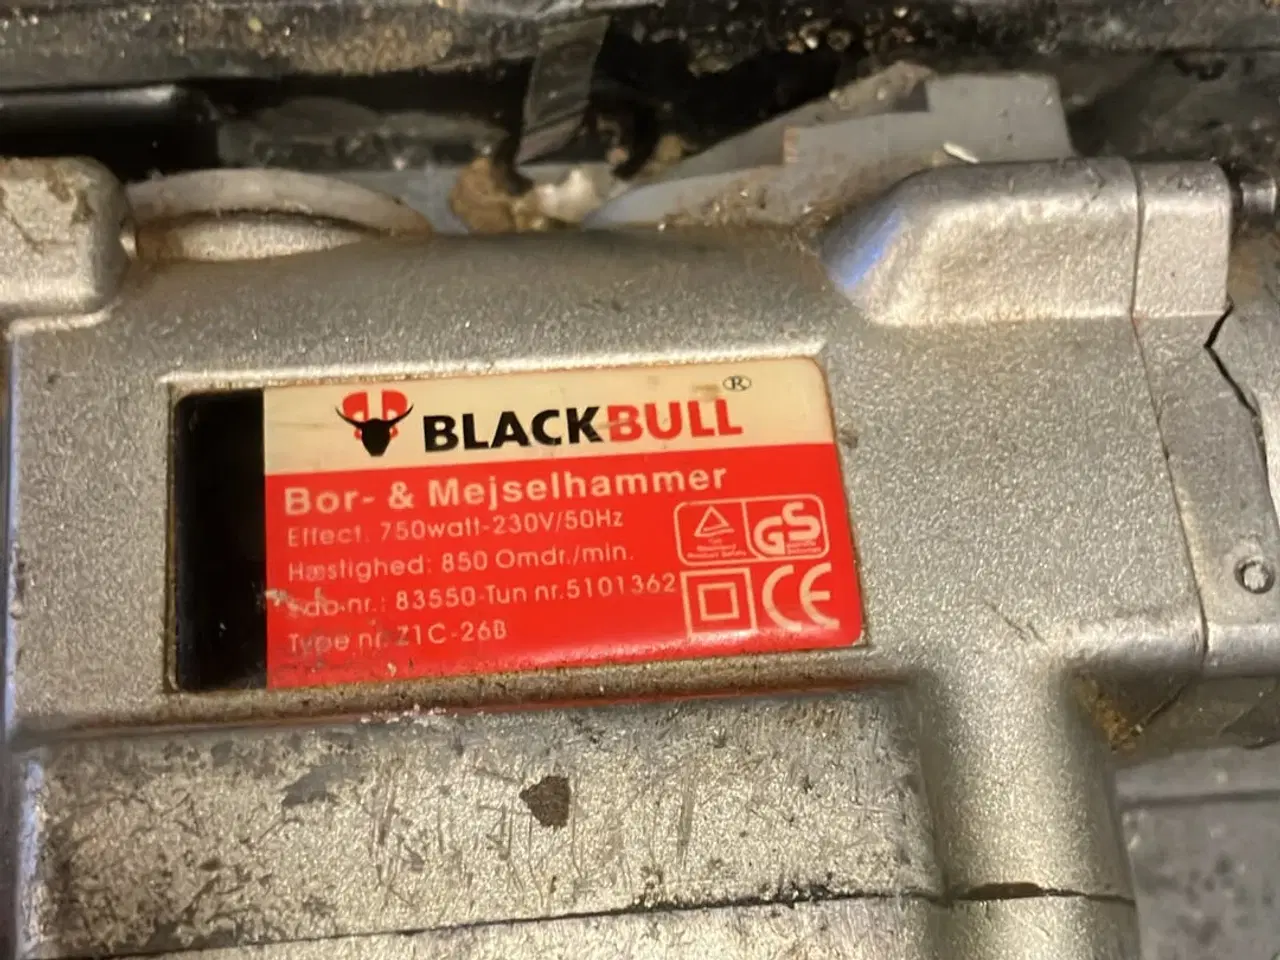 BLACKBULL ®
Bor- & Mejselhammer
Effect. 750watt-230V/50Hz
Hæstighed: 850 Omdr./min.
83550-Tun nr.5101362
Type nr. Z1C-26B
GS
CE